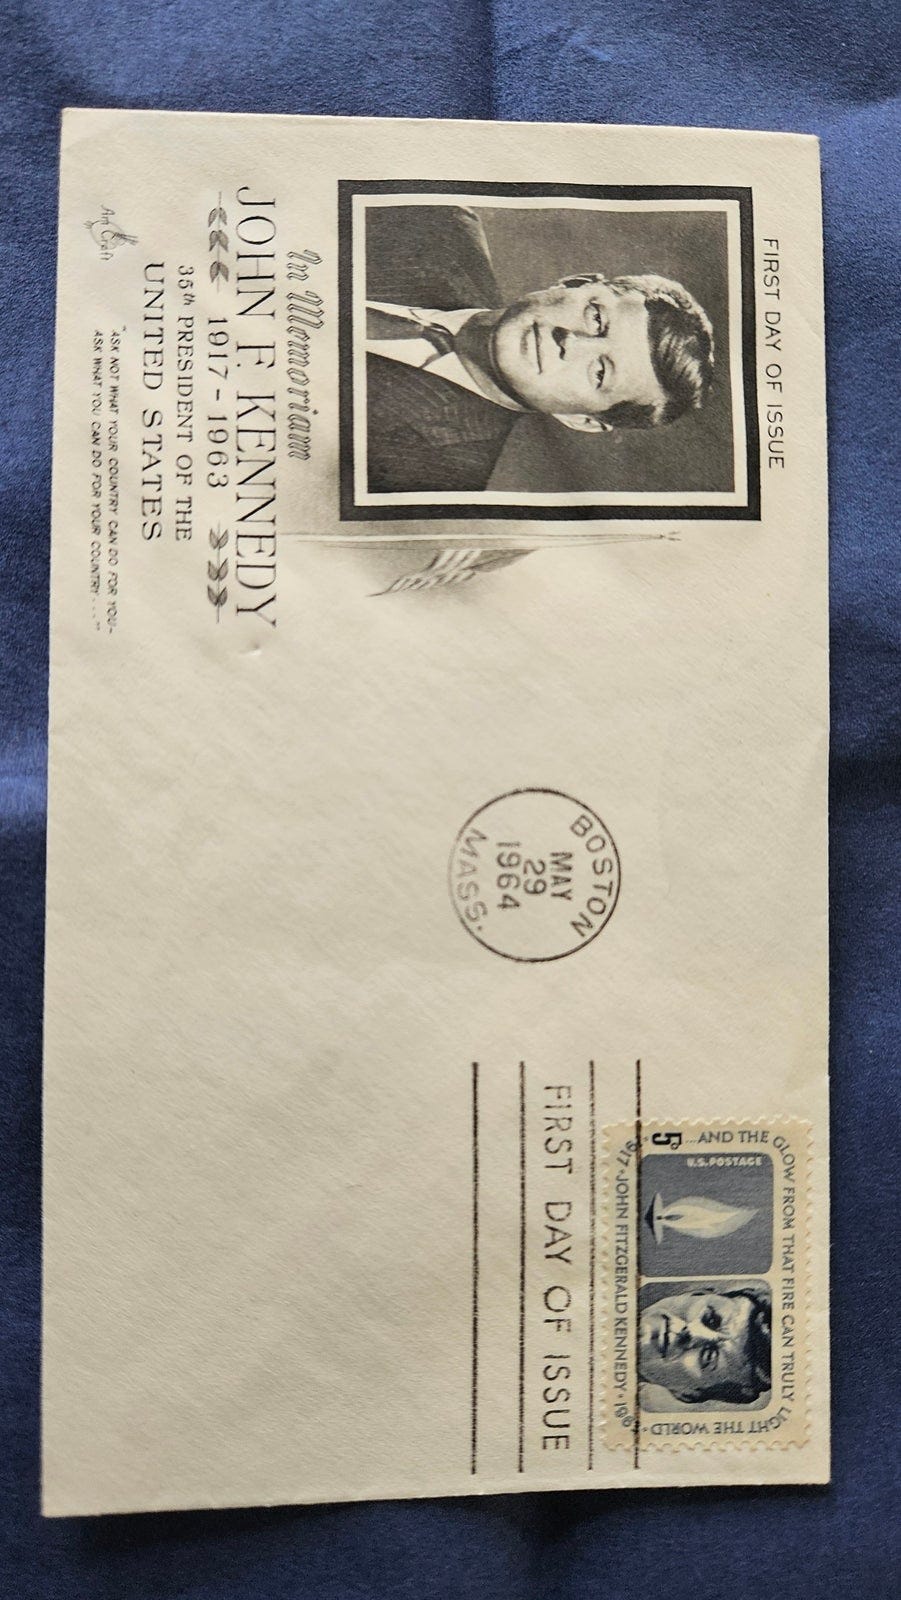 FIRST DAY OF ISSUE
In Memoriam
JOHN F. KENNEDY
1917-1963
35th PRESIDENT OF THE
UNITED STATES
"ASK NOT WHAT YOUR COUNTRY CAN DO FOR YOU-
ASK WHAT YOU CAN DO FOR YOUR COUNTRY . . ."
Art Craft
BOSTON
MAY
29
1964
MASS.
FIRST DAY OF ISSUE
5c
...AND THE GLOW FROM THAT FIRE CAN TRULY LIGHT THE WORLD
U.S. POSTAGE
JOHN FITZGERALD KENNEDY